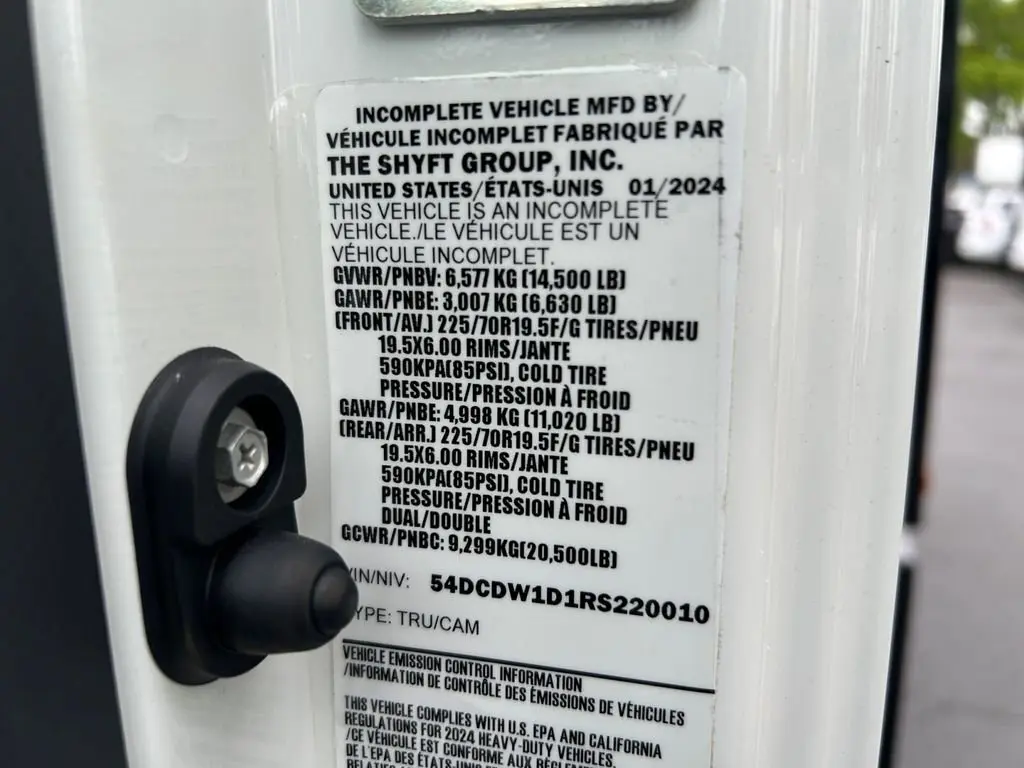 INCOMPLETE VEHICLE MFD BY/
VÉHICULE INCOMPLET FABRIQUÉ PAR
THE SHYFT GROUP, INC.
UNITED STATES/ÉTATS-UNIS 01/2024
THIS VEHICLE IS AN INCOMPLETE
VEHICLE./LE VÉHICULE EST UN
VÉHICULE INCOMPLET.
GVWR/PNBV: 6,577 KG (14,500 LB)
GAWR/PNBE: 3,007 KG (6,630 LB)
(FRONT/AV.) 225/70R19.5F/G TIRES/PNEU
19.5X6.00 RIMS/JANTE
590KPA(85PSI), COLD TIRE
PRESSURE/PRESSION À FROID
GAWR/PNBE: 4,998 KG (11,020 LB)
(REAR/ARR.) 225/70R19.5F/G TIRES/PNEU
19.5X6.00 RIMS/JANTE
590KPA(85PSI), COLD TIRE
PRESSURE/PRESSION À FROID
DUAL/DOUBLE
GCWR/PNBC: 9,299KG(20,500LB)
VIN/NIV: 54DCDW1D1RS220010
TYPE: TRU/CAM
VEHICLE EMISSION CONTROL INFORMATION
/INFORMATION DE CONTRÔLE DES ÉMISSIONS DE VÉHICULES
THIS VEHICLE COMPLIES WITH U.S. EPA AND CALIFORNIA
REGULATIONS FOR 2024 HEAVY-DUTY VEHICLES.
/CE VÉHICULE EST CONFORME AUX
DE L'EPA DES ÉTATS-UNIS